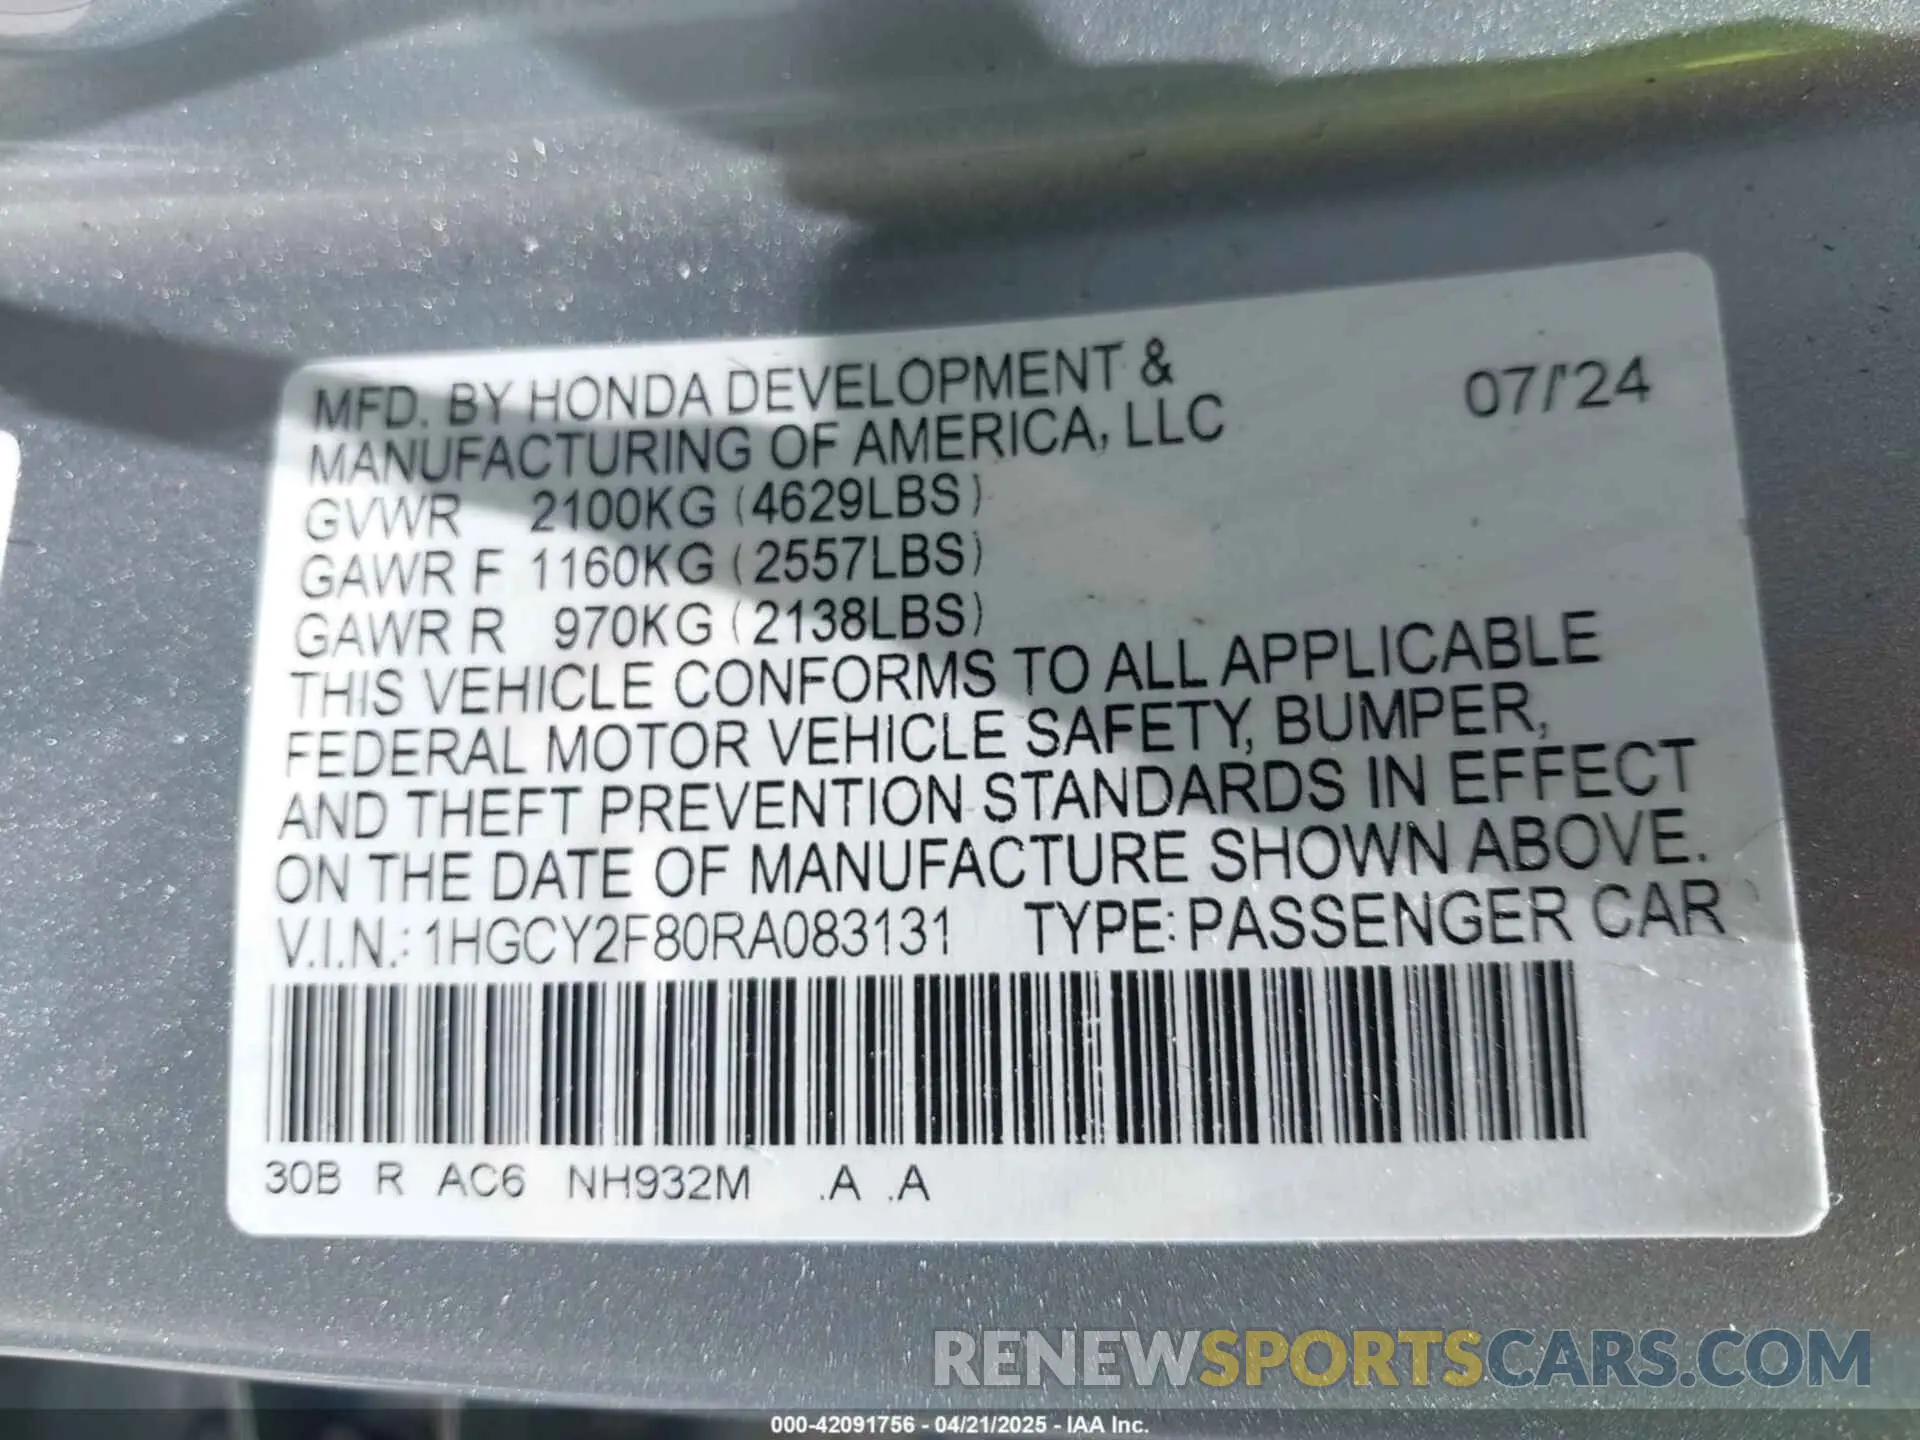 MFD. BY HONDA DEVELOPMENT &
MANUFACTURING OF AMERICA, LLC
07/'24
GVWR 2100KG (4629LBS)
GAWR F 1160KG (2557LBS)
GAWR R 970KG (2138LBS)
THIS VEHICLE CONFORMS TO ALL APPLICABLE
FEDERAL MOTOR VEHICLE SAFETY, BUMPER,
AND THEFT PREVENTION STANDARDS IN EFFECT
ON THE DATE OF MANUFACTURE SHOWN ABOVE.
V.I.N.: 1HGCY2F80RA083131 TYPE: PASSENGER CAR
30B R AC6 NH932M .A .A
RENEWSPORTSCARS.COM
000-42091756 - 04/21/2025 - IAA Inc.